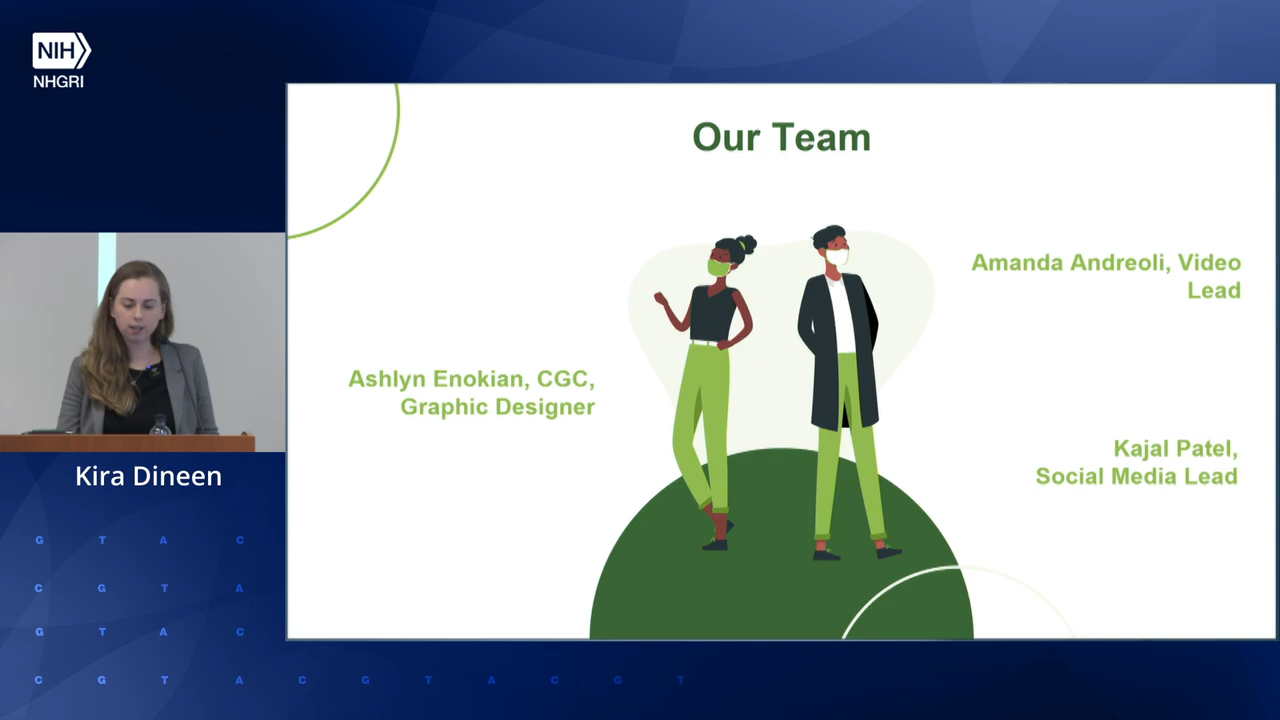 NIH
NHGRI
Our Team
Amanda Andreoli, Video
Lead
Ashlyn Enokian, CGC,
Graphic Designer
Kajal Patel,
Social Media Lead
Kira Dineen
G T A C
C G T A
G T A C
C G T A C G T A C G T